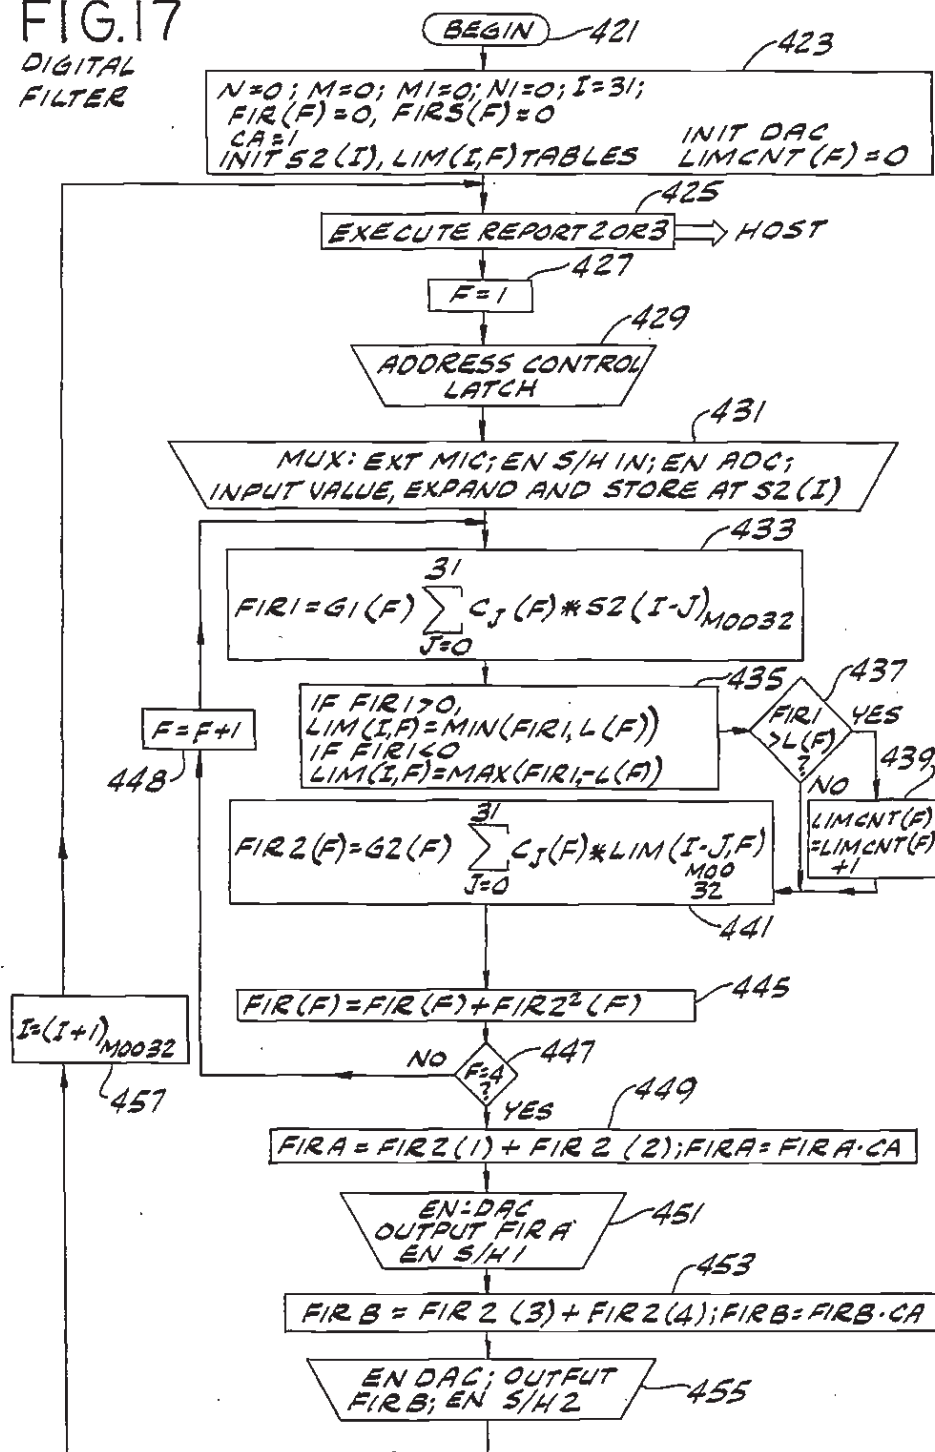 FIG.17
DIGITAL
FILTER
BEGIN
421
423
N=0; M=0; M1=0; N1=0; I=31;
FIR(F)=0, FIRS(F)=0
CA=1
INIT S2(I), LIM(I,F) TABLES
INIT DAC
LIMCNT(F)=0
425
EXECUTE REPORT 2 OR 3
HOST
427
F=1
429
ADDRESS CONTROL
LATCH
431
MUX: EXT MIC; EN S/H IN; EN ADC;
INPUT VALUE, EXPAND AND STORE AT S2(I)
433
31
FIR1=G1(F) ∑ CJ(F)*S2(I-J)MOD32
J=0
435
IF FIR1>0,
LIM(I,F)=MIN(FIR1,L(F))
IF FIR1<0
LIM(I,F)=MAX(FIR1,-L(F))
437
FIR1
>L(F)
?
YES
NO
439
LIMCNT(F)
=LIMCNT(F)
+1
F=F+1
448
31
FIR2(F)=G2(F) ∑ CJ(F)*LIM(I-J,F)
J=0
MOD
32
441
445
FIR(F)=FIR(F)+FIR2²(F)
447
F=4
?
NO
YES
I=(I+1)MOD32
457
449
FIRA=FIR2(1)+FIR2(2);FIRA=FIRA·CA
451
EN:DAC
OUTPUT FIRA
EN S/H1
453
FIRB=FIR2(3)+FIR2(4);FIRB=FIRB·CA
455
EN DAC; OUTPUT
FIRB; EN S/H2